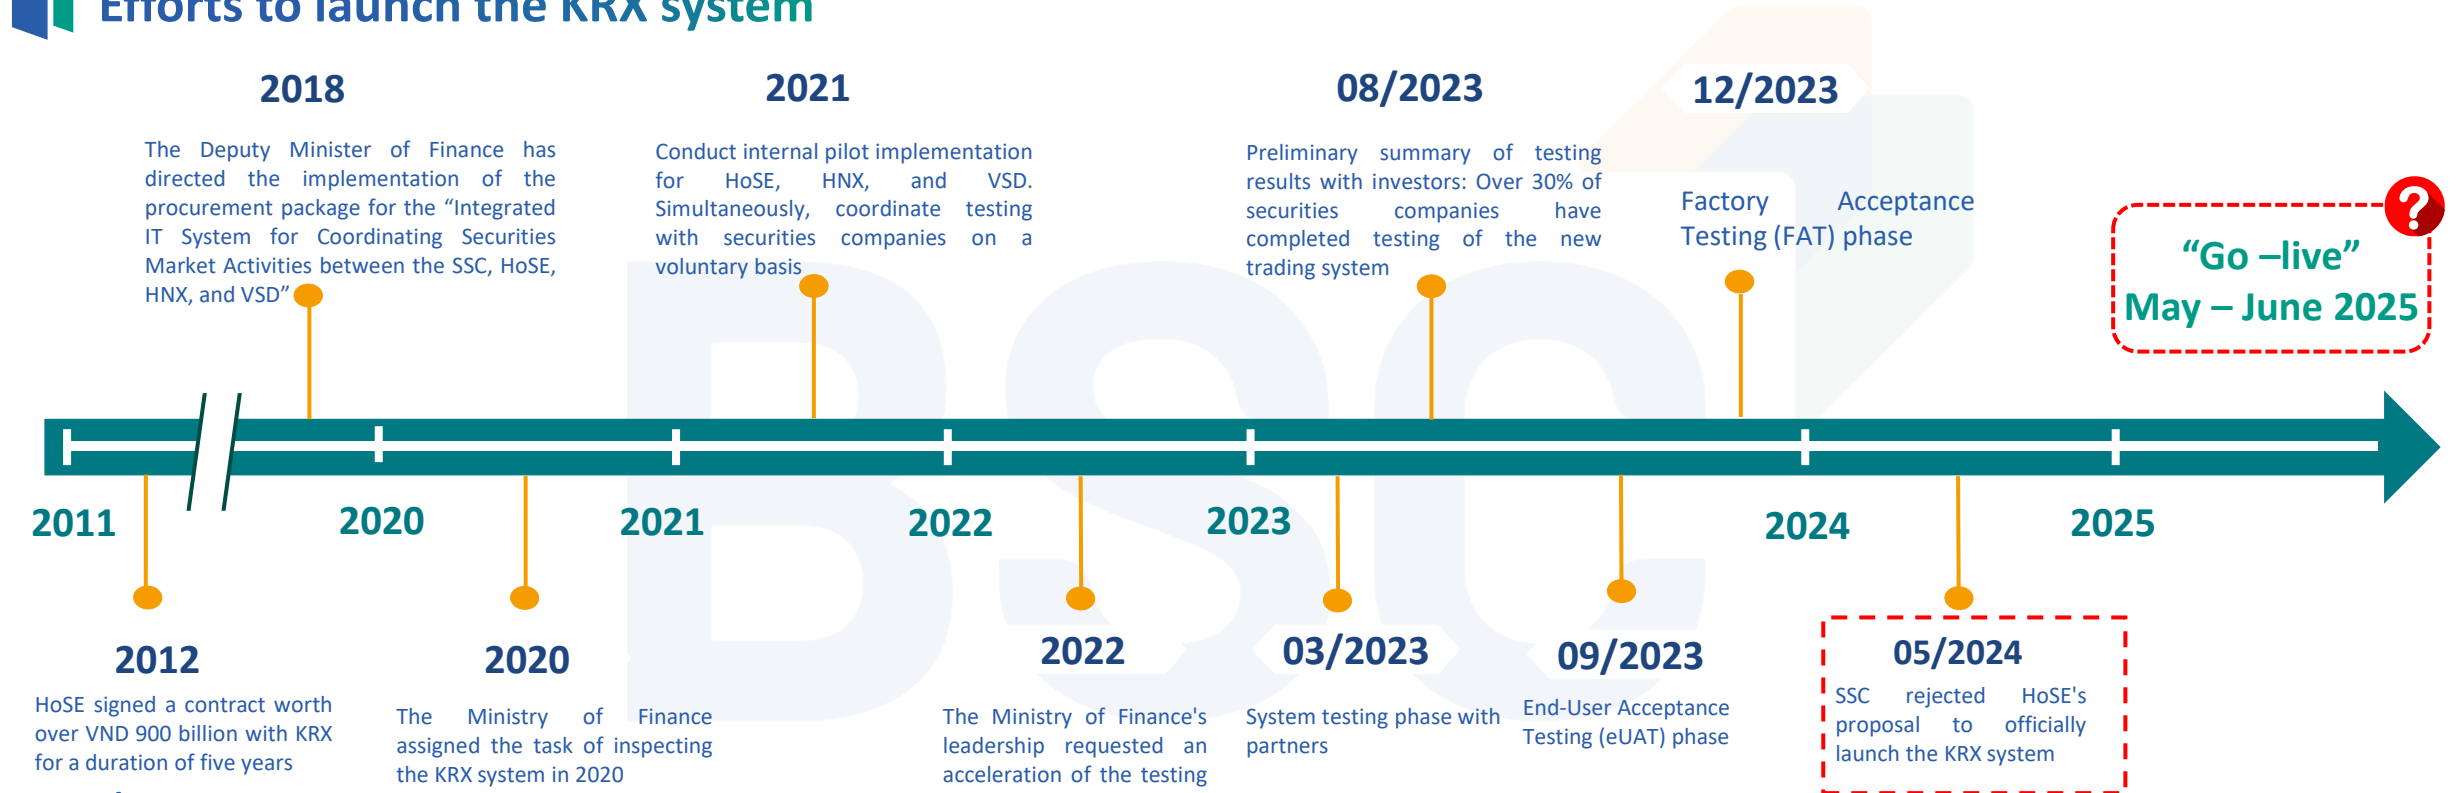 Efforts to launch the KRX system
2018
The Deputy Minister of Finance has
directed the implementation of the
procurement package for the “Integrated
IT System for Coordinating Securities
Market Activities between the SSC, HoSE,
HNX, and VSD”
2021
Conduct internal pilot implementation
for HoSE, HNX, and VSD.
Simultaneously, coordinate testing
with securities companies on a
voluntary basis
08/2023
Preliminary summary of testing
results with investors: Over 30% of
securities companies have
completed testing of the new
trading system
12/2023
Factory Acceptance
Testing (FAT) phase
?
“Go –live”
May – June 2025
2011
2020
2021
2022
2023
2024
2025
2012
HoSE signed a contract worth
over VND 900 billion with KRX
for a duration of five years
2020
The Ministry of Finance
assigned the task of inspecting
the KRX system in 2020
2022
The Ministry of Finance's
leadership requested an
acceleration of the testing
03/2023
System testing phase with
partners
09/2023
End-User Acceptance
Testing (eUAT) phase
05/2024
SSC rejected HoSE's
proposal to officially
launch the KRX system
BSC